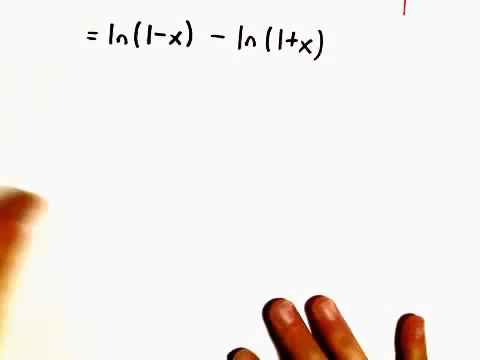 = ln(1-x) - ln(1+x)